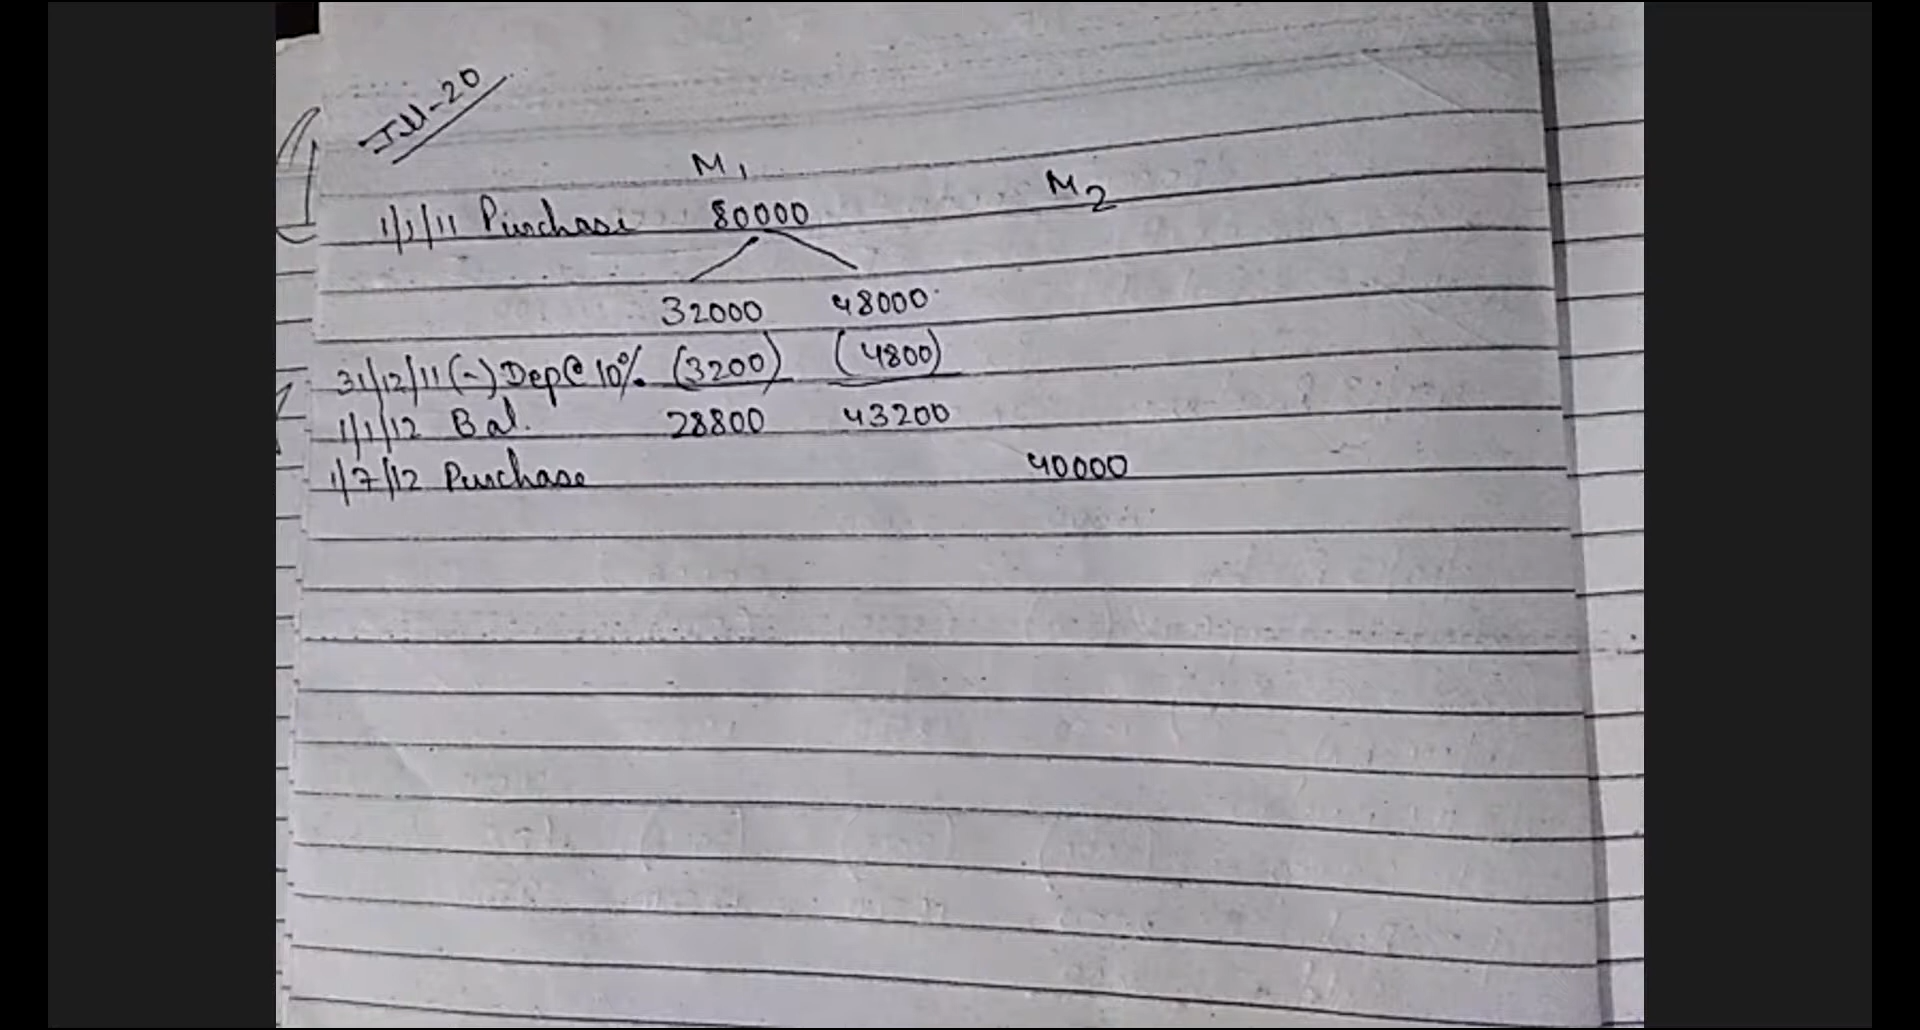 Ill-20
M1 M2
1/1/11 Purchase 80000
32000 48000
31/12/11 (-) Dep@ 10% (3200) (4800)
1/1/12 Bal. 28800 43200
1/7/12 Purchase 40000